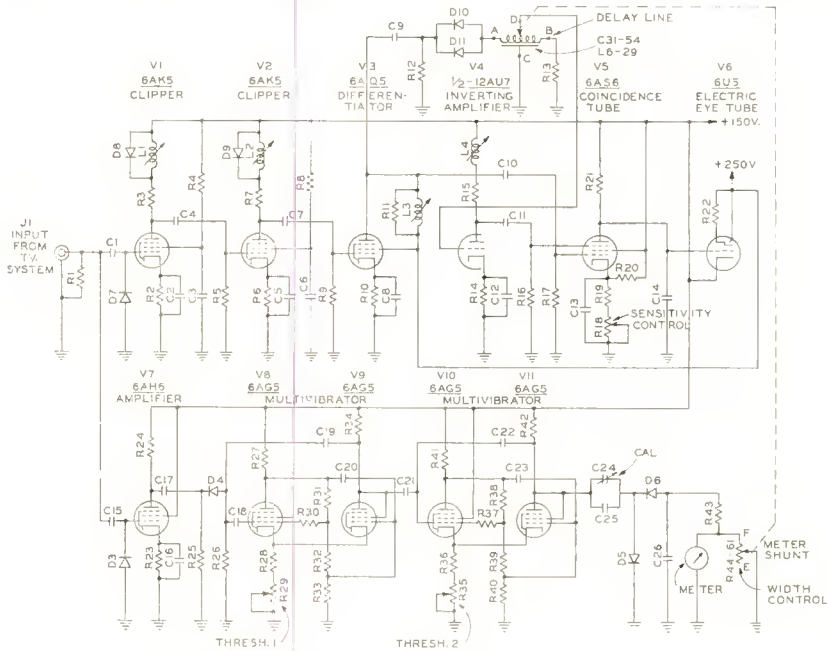 D10
D11
C9
R12
A
D
B
C
R13
DELAY LINE
C31-54
L6-29
V1
6AK5
CLIPPER
V2
6AK5
CLIPPER
V3
6AQ5
DIFFEREN-
TIATOR
V4
½-12AU7
INVERTING
AMPLIFIER
V5
6AS6
COINCIDENCE
TUBE
V6
6U5
ELECTRIC
EYE TUBE
+150V.
+250V
D8
L1
R3
R4
C4
D9
L2
R7
R8
C7
R11
L3
L4
R15
C10
C11
R21
R22
J1
INPUT
FROM
T.V.
SYSTEM
R1
C1
D7
R2
C2
C3
R5
R6
C5
C6
R9
R10
C8
R14
C12
R16
R17
C13
R19
R18
R20
C14
SENSITIVITY
CONTROL
V7
6AH6
AMPLIFIER
V8
6AG5
V9
6AG5
MULTIVIBRATOR
V10
6AG5
V11
6AG5
MULTIVIBRATOR
R24
C17
D4
C15
D3
R23
C16
R25
R26
C18
R27
C19
R34
C20
R31
R30
R28
R29
R32
R33
C21
THRESH. 1
R41
C22
R42
C23
R38
R37
R36
R35
R39
R40
THRESH. 2
C24
CAL
C25
D6
D5
C26
R43
METER
F
E
R44-61
METER
SHUNT
WIDTH
CONTROL